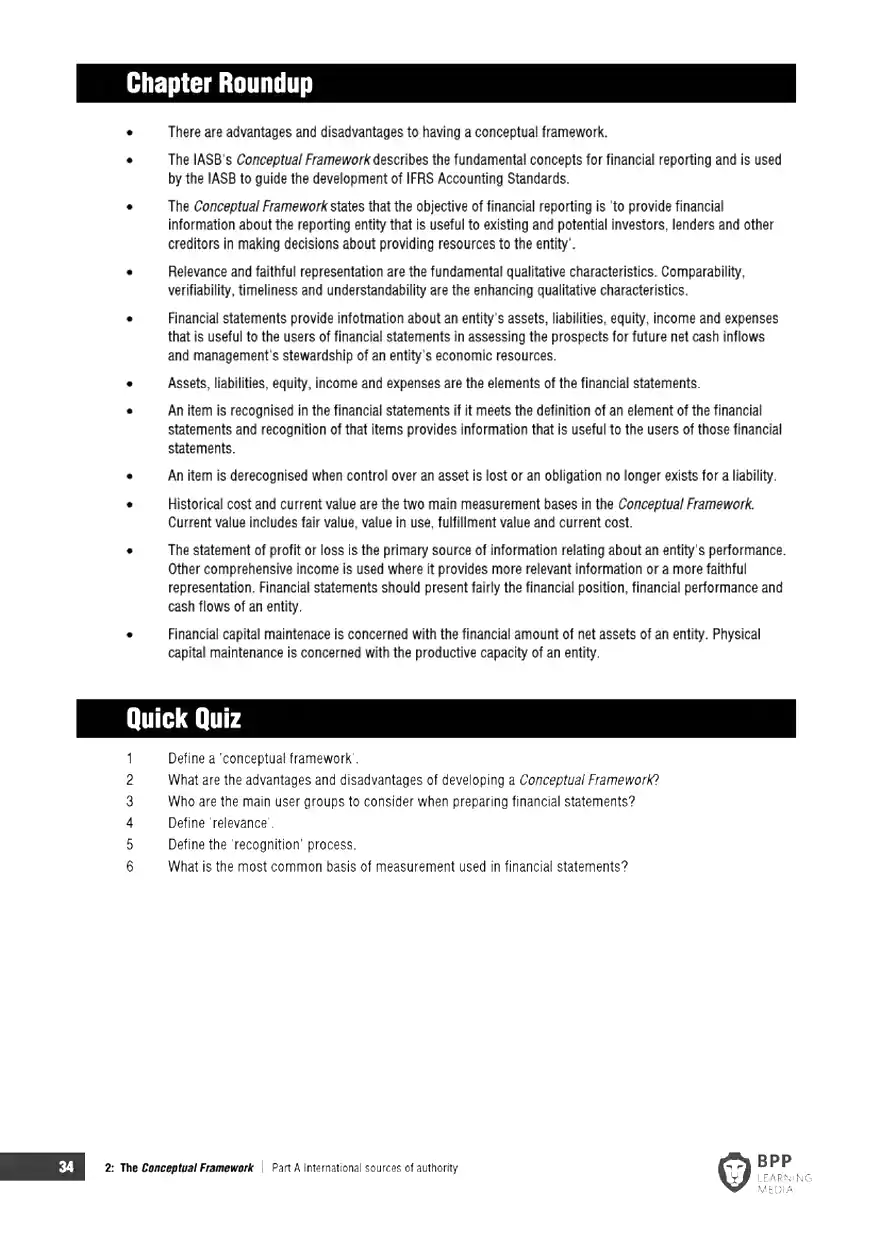 Chapter Roundup
• There are advantages and disadvantages to having a conceptual framework.
• The IASB's Conceptual Framework describes the fundamental concepts for financial reporting and is used
by the IASB to guide the development of IFRS Accounting Standards.
• The Conceptual Framework states that the objective of financial reporting is 'to provide financial
information about the reporting entity that is useful to existing and potential investors, lenders and other
creditors in making decisions about providing resources to the entity'.
• Relevance and faithful representation are the fundamental qualitative characteristics. Comparability,
verifiability, timeliness and understandability are the enhancing qualitative characteristics.
• Financial statements provide infotmation about an entity's assets, liabilities, equity, income and expenses
that is useful to the users of financial statements in assessing the prospects for future net cash inflows
and management's stewardship of an entity's economic resources.
• Assets, liabilities, equity, income and expenses are the elements of the financial statements.
• An item is recognised in the financial statements if it meets the definition of an element of the financial
statements and recognition of that items provides information that is useful to the users of those financial
statements.
• An item is derecognised when control over an asset is lost or an obligation no longer exists for a liability.
• Historical cost and current value are the two main measurement bases in the Conceptual Framework.
Current value includes fair value, value in use, fulfillment value and current cost.
• The statement of profit or loss is the primary source of information relating about an entity's performance.
Other comprehensive income is used where it provides more relevant information or a more faithful
representation. Financial statements should present fairly the financial position, financial performance and
cash flows of an entity.
• Financial capital maintenace is concerned with the financial amount of net assets of an entity. Physical
capital maintenance is concerned with the productive capacity of an entity.
Quick Quiz
1 Define a 'conceptual framework'.
2 What are the advantages and disadvantages of developing a Conceptual Framework?
3 Who are the main user groups to consider when preparing financial statements?
4 Define 'relevance'.
5 Define the 'recognition' process.
6 What is the most common basis of measurement used in financial statements?
34 2: The Conceptual Framework | Part A International sources of authority
BPP
LEARNING
MEDIA